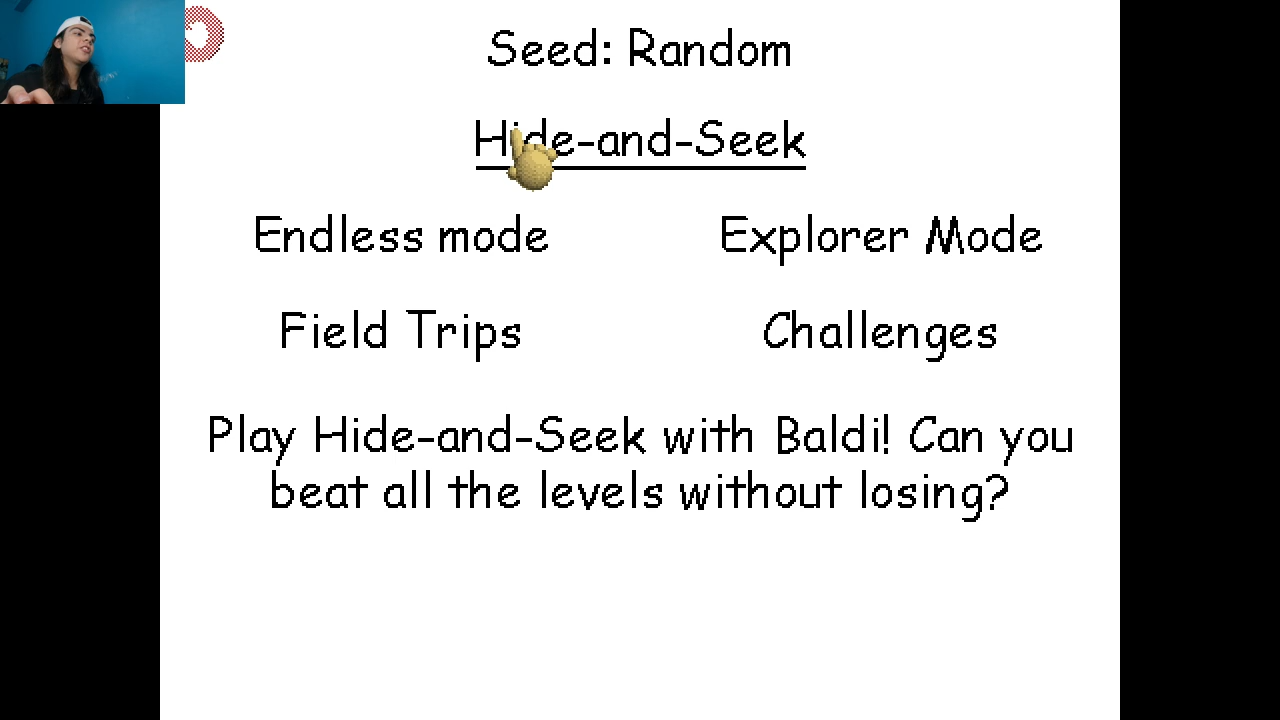 Seed: Random
Hide-and-Seek
Endless mode
Explorer Mode
Field Trips
Challenges
Play Hide-and-Seek with Baldi! Can you
beat all the levels without losing?